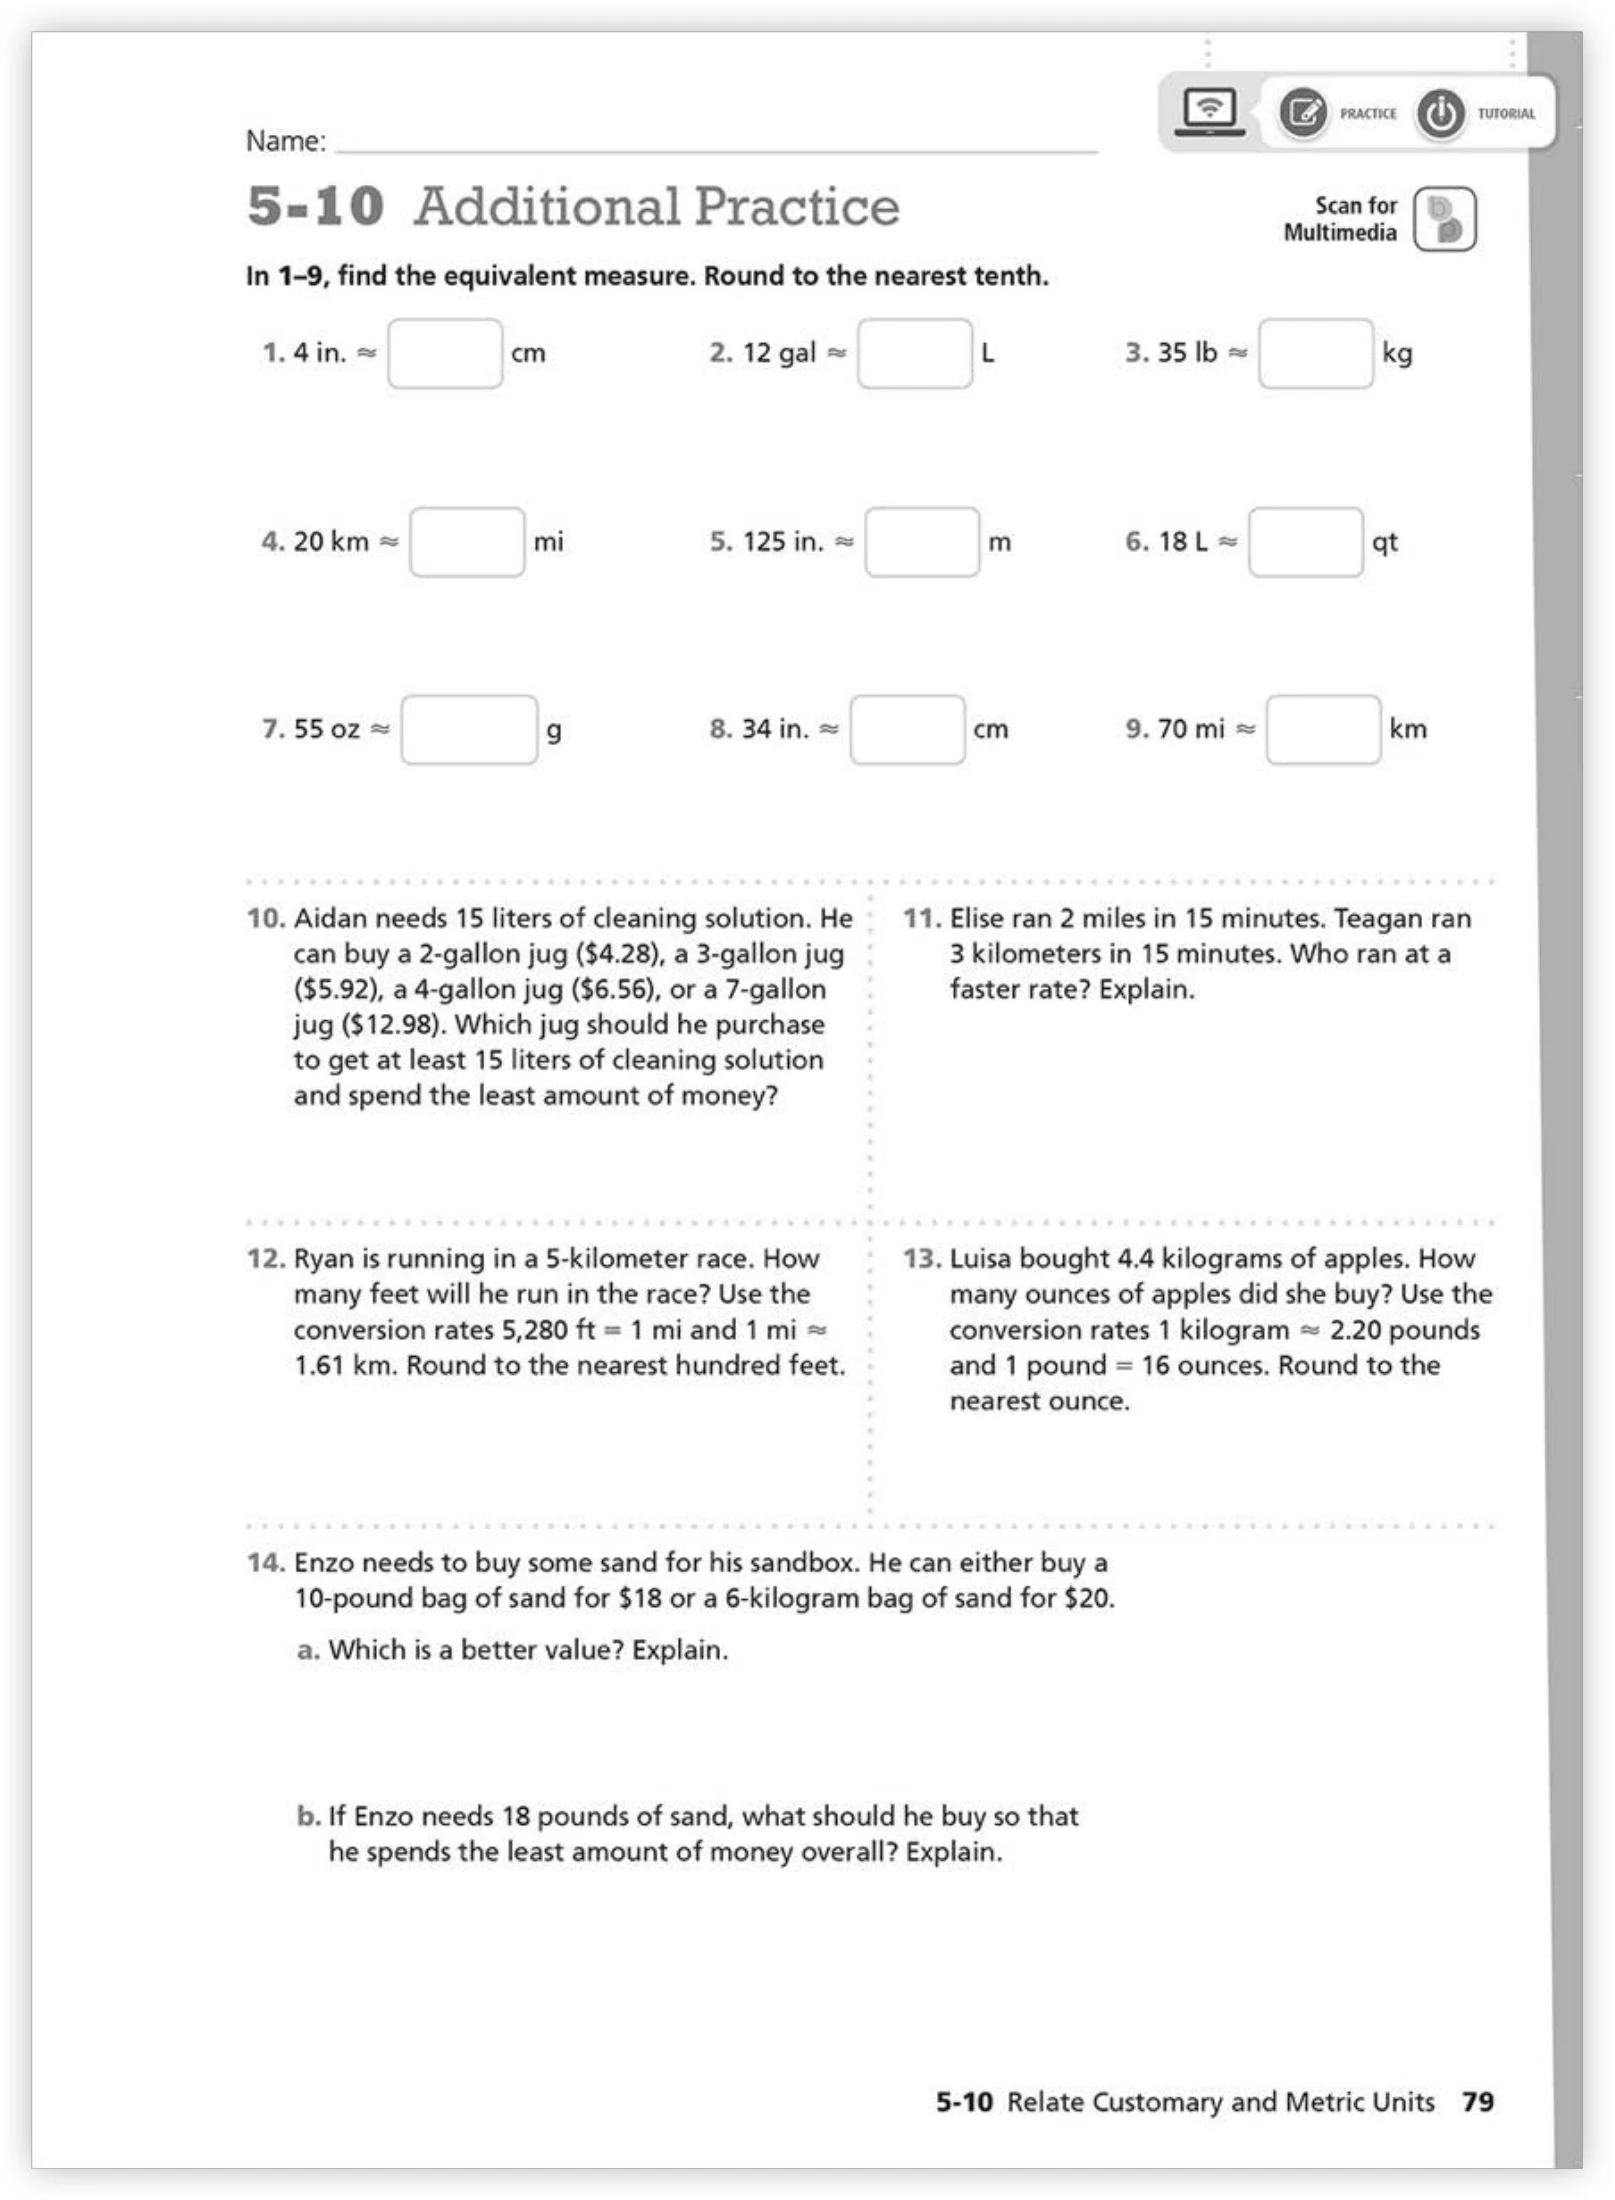 PRACTICE TUTORIAL
Name:
5-10 Additional Practice
Scan for
Multimedia
In 1–9, find the equivalent measure. Round to the nearest tenth.
1. 4 in. ≈ cm 2. 12 gal ≈ L 3. 35 lb ≈ kg
4. 20 km ≈ mi 5. 125 in. ≈ m 6. 18 L ≈ qt
7. 55 oz ≈ g 8. 34 in. ≈ cm 9. 70 mi ≈ km
10. Aidan needs 15 liters of cleaning solution. He
can buy a 2-gallon jug ($4.28), a 3-gallon jug
($5.92), a 4-gallon jug ($6.56), or a 7-gallon
jug ($12.98). Which jug should he purchase
to get at least 15 liters of cleaning solution
and spend the least amount of money?
11. Elise ran 2 miles in 15 minutes. Teagan ran
3 kilometers in 15 minutes. Who ran at a
faster rate? Explain.
12. Ryan is running in a 5-kilometer race. How
many feet will he run in the race? Use the
conversion rates 5,280 ft = 1 mi and 1 mi ≈
1.61 km. Round to the nearest hundred feet.
13. Luisa bought 4.4 kilograms of apples. How
many ounces of apples did she buy? Use the
conversion rates 1 kilogram ≈ 2.20 pounds
and 1 pound = 16 ounces. Round to the
nearest ounce.
14. Enzo needs to buy some sand for his sandbox. He can either buy a
10-pound bag of sand for $18 or a 6-kilogram bag of sand for $20.
a. Which is a better value? Explain.
b. If Enzo needs 18 pounds of sand, what should he buy so that
he spends the least amount of money overall? Explain.
5-10 Relate Customary and Metric Units 79